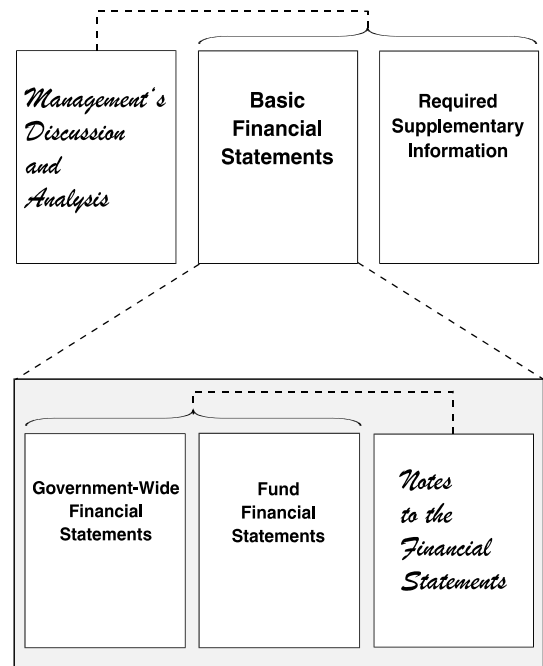 Management's
Discussion
and
Analysis
Basic
Financial
Statements
Required
Supplementary
Information
Government-Wide
Financial
Statements
Fund
Financial
Statements
Notes
to the
Financial
Statements